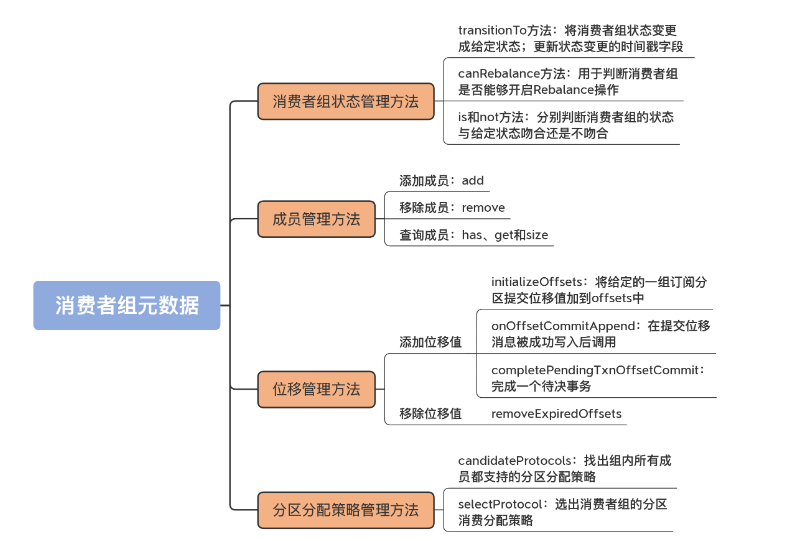 消费者组元数据
消费者组状态管理方法
transitionTo方法：将消费者组状态变更
成给定状态；更新状态变更的时间戳字段
canRebalance方法：用于判断消费者组
是否能够开启Rebalance操作
is和not方法：分别判断消费者组的状态
与给定状态吻合还是不吻合
成员管理方法
添加成员：add
移除成员：remove
查询成员：has、get和size
位移管理方法
添加位移值
initializeOffsets：将给定的一组订阅分
区提交位移值加到offsets中
onOffsetCommitAppend：在提交位移
消息被成功写入后调用
completePendingTxnOffsetCommit：
完成一个待决事务
移除位移值
removeExpiredOffsets
分区分配策略管理方法
candidateProtocols：找出组内所有成
员都支持的分区分配策略
selectProtocol：选出消费者组的分区
消费分配策略